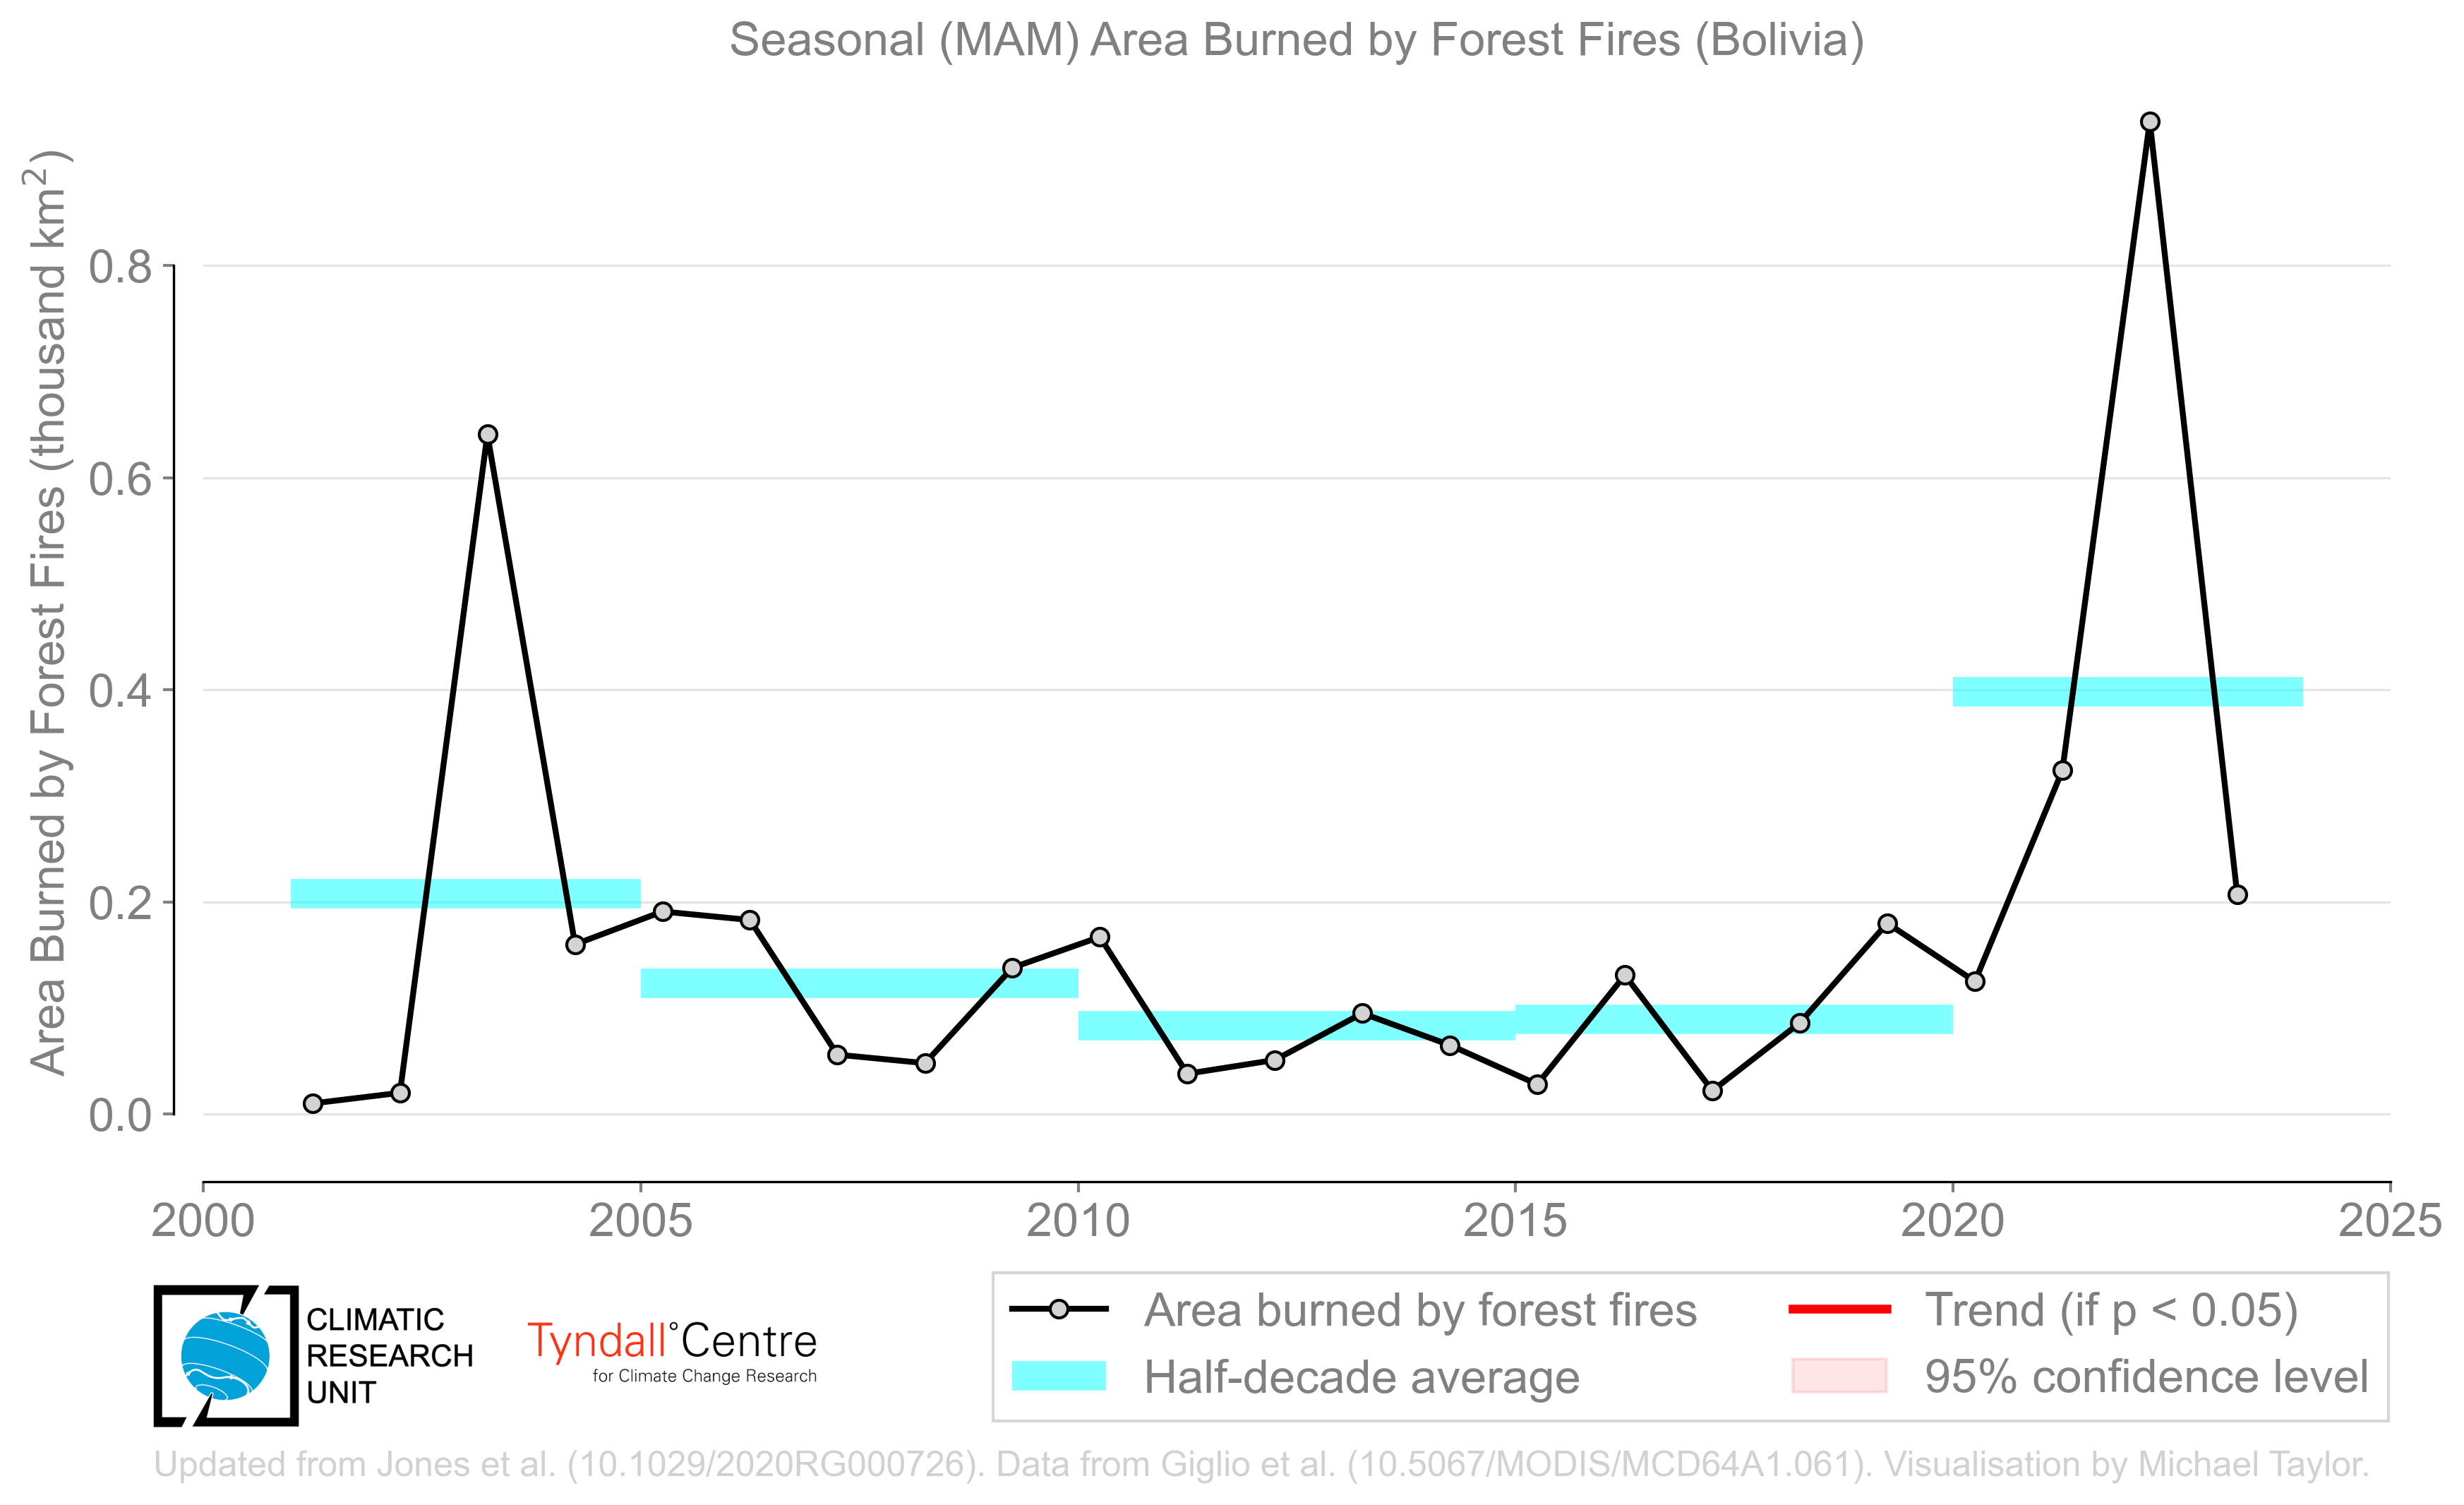 Seasonal (MAM) Area Burned by Forest Fires (Bolivia)
Area Burned by Forest Fires (thousand km²)
0.8
0.6
0.4
0.2
0.0
2000 2005 2010 2015 2020 2025
CLIMATIC
RESEARCH
UNIT
Tyndall°Centre
for Climate Change Research
Area burned by forest fires
Half-decade average
Trend (if p < 0.05)
95% confidence level
Updated from Jones et al. (10.1029/2020RG000726). Data from Giglio et al. (10.5067/MODIS/MCD64A1.061). Visualisation by Michael Taylor.